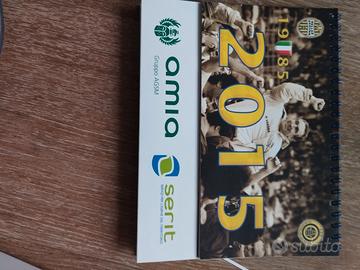 1985
2015
amia
Gruppo AGSM
serit
subito